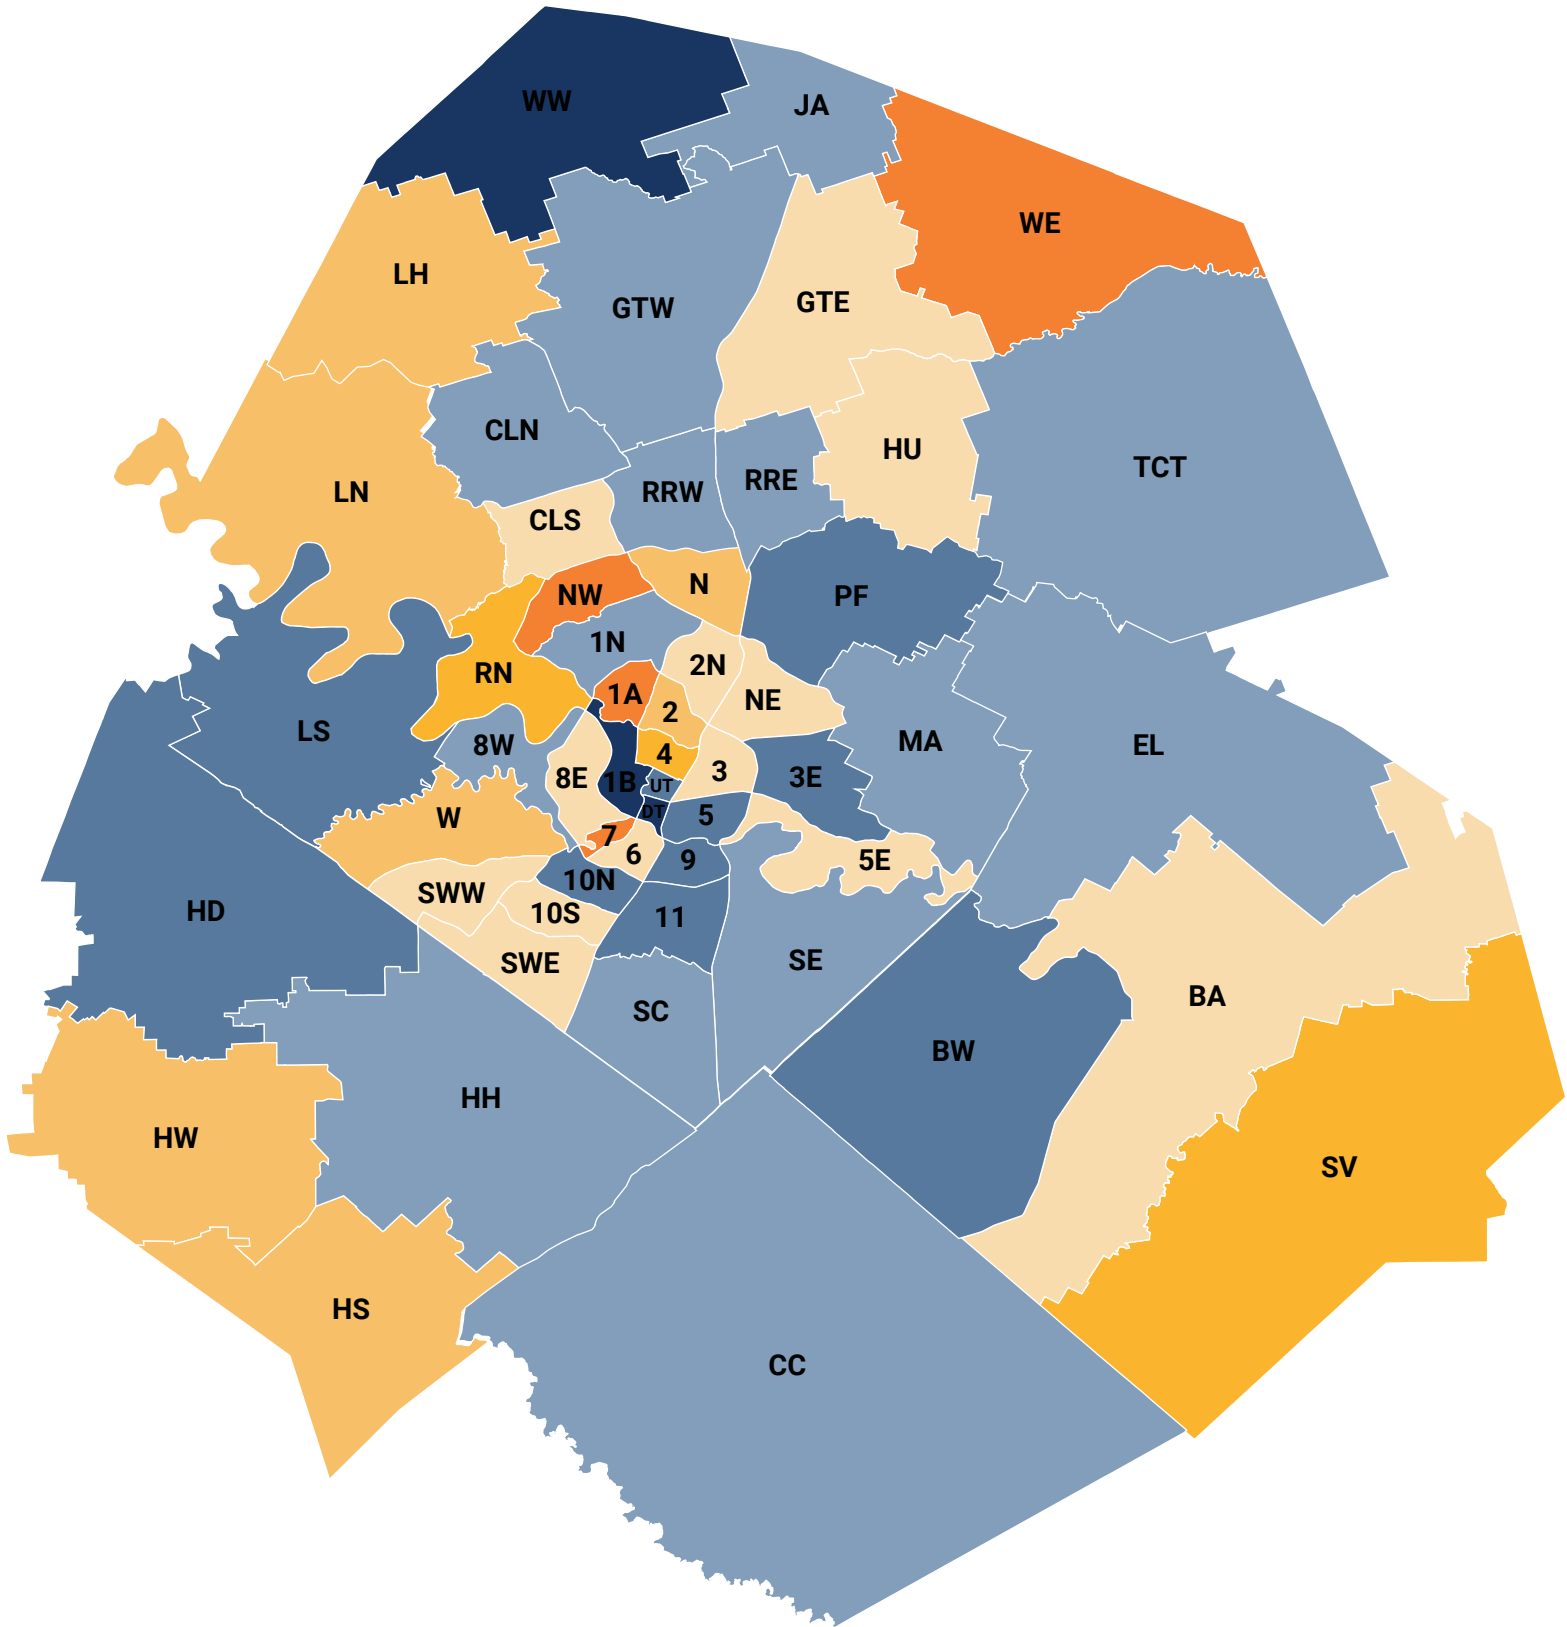 WW
JA
WE
LH
GTW
GTE
CLN
HU
TCT
LN
RRW
RRE
CLS
NW
N
PF
1N
2N
RN
1A
NE
2
LS
8W
MA
EL
4
8E
1B
UT
3
3E
DT
5
W
7
6
9
5E
10N
SWW
10S
11
HD
SWE
SE
SC
BA
BW
HH
HW
SV
HS
CC